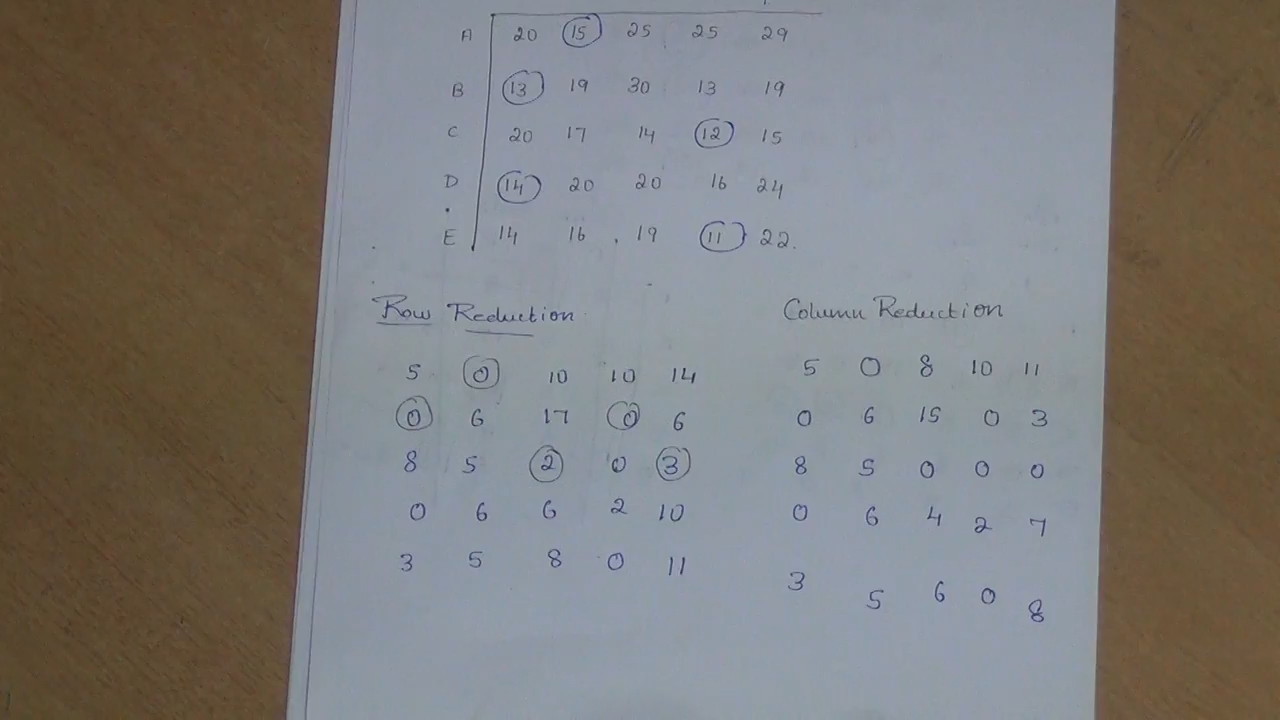 A 20 15 25 25 29
B 13 19 30 13 19
C 20 17 14 12 15
D 14 20 20 16 24
E 14 16 19 11 22.
Row Reduction
5 0 10 10 14
0 6 17 0 6
8 5 2 0 3
0 6 6 2 10
3 5 8 0 11
Column Reduction
5 0 8 10 11
0 6 15 0 3
8 5 0 0 0
0 6 4 2 7
3 5 6 0 8